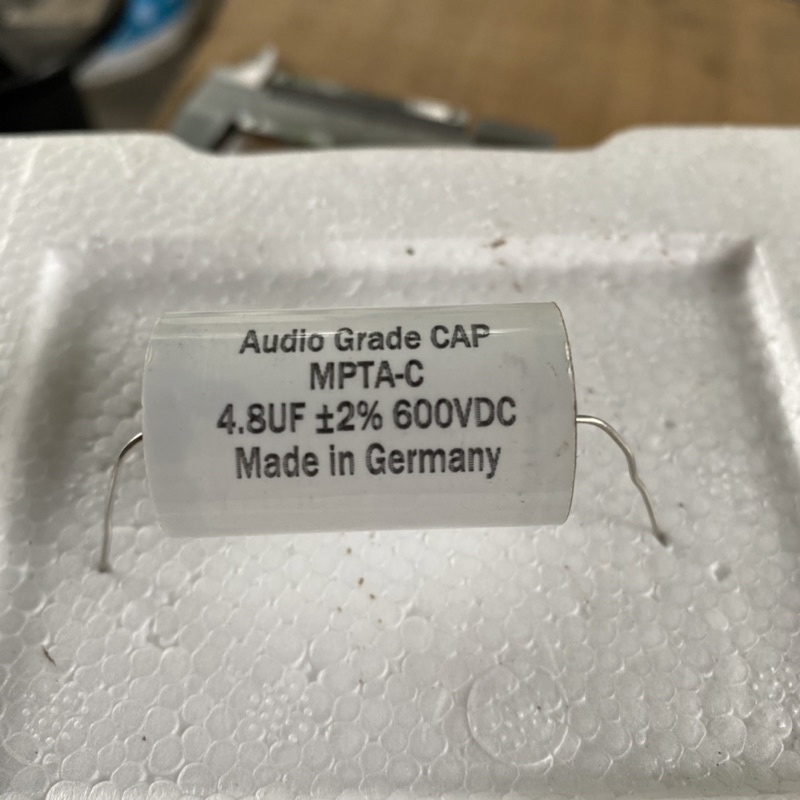 Audio Grade CAP
MPTA-C
4.8UF ±2% 600VDC
Made in Germany